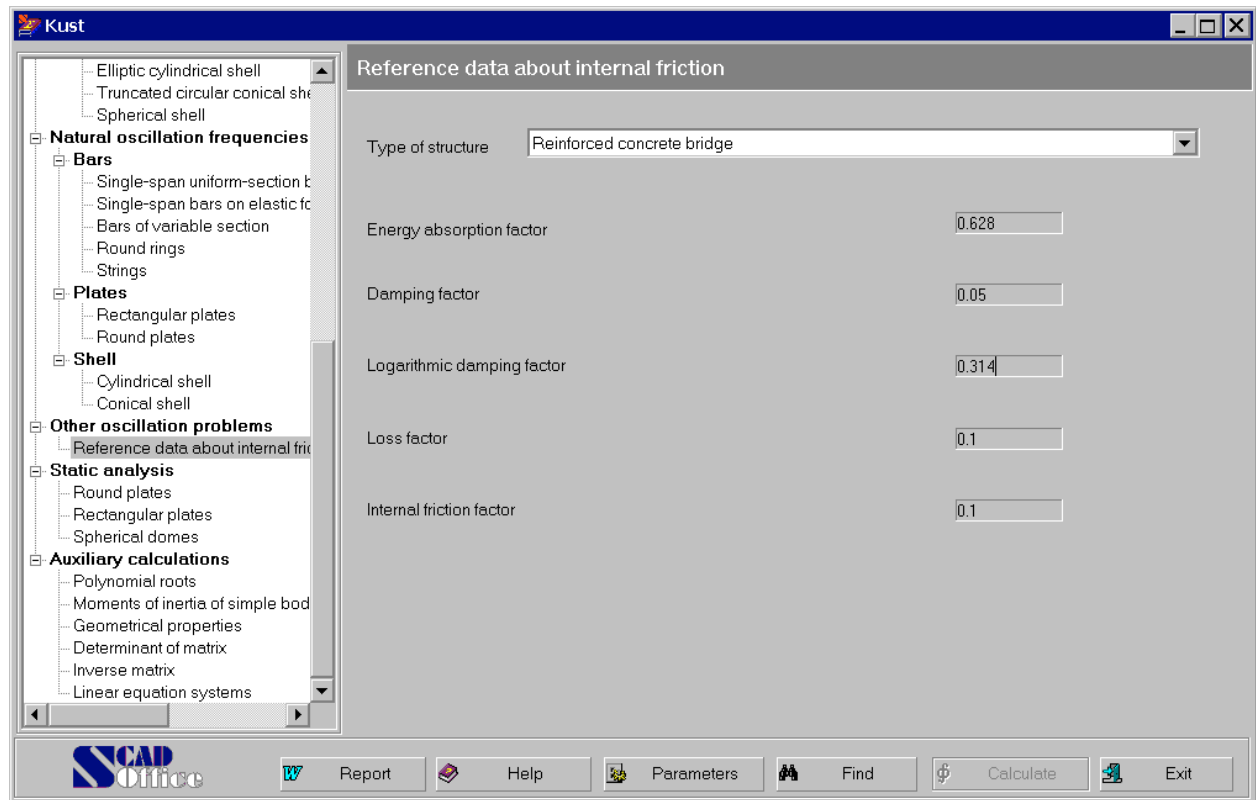 Kust
Elliptic cylindrical shell
Truncated circular conical she
Spherical shell
Natural oscillation frequencies
Bars
Single-span uniform-section b
Single-span bars on elastic fo
Bars of variable section
Round rings
Strings
Plates
Rectangular plates
Round plates
Shell
Cylindrical shell
Conical shell
Other oscillation problems
Reference data about internal fric
Static analysis
Round plates
Rectangular plates
Spherical domes
Auxiliary calculations
Polynomial roots
Moments of inertia of simple bod
Geometrical properties
Determinant of matrix
Inverse matrix
Linear equation systems
Reference data about internal friction
Type of structure Reinforced concrete bridge
Energy absorption factor 0.628
Damping factor 0.05
Logarithmic damping factor 0.314
Loss factor 0.1
Internal friction factor 0.1
SCAD
Office
Report Help Parameters Find Calculate Exit